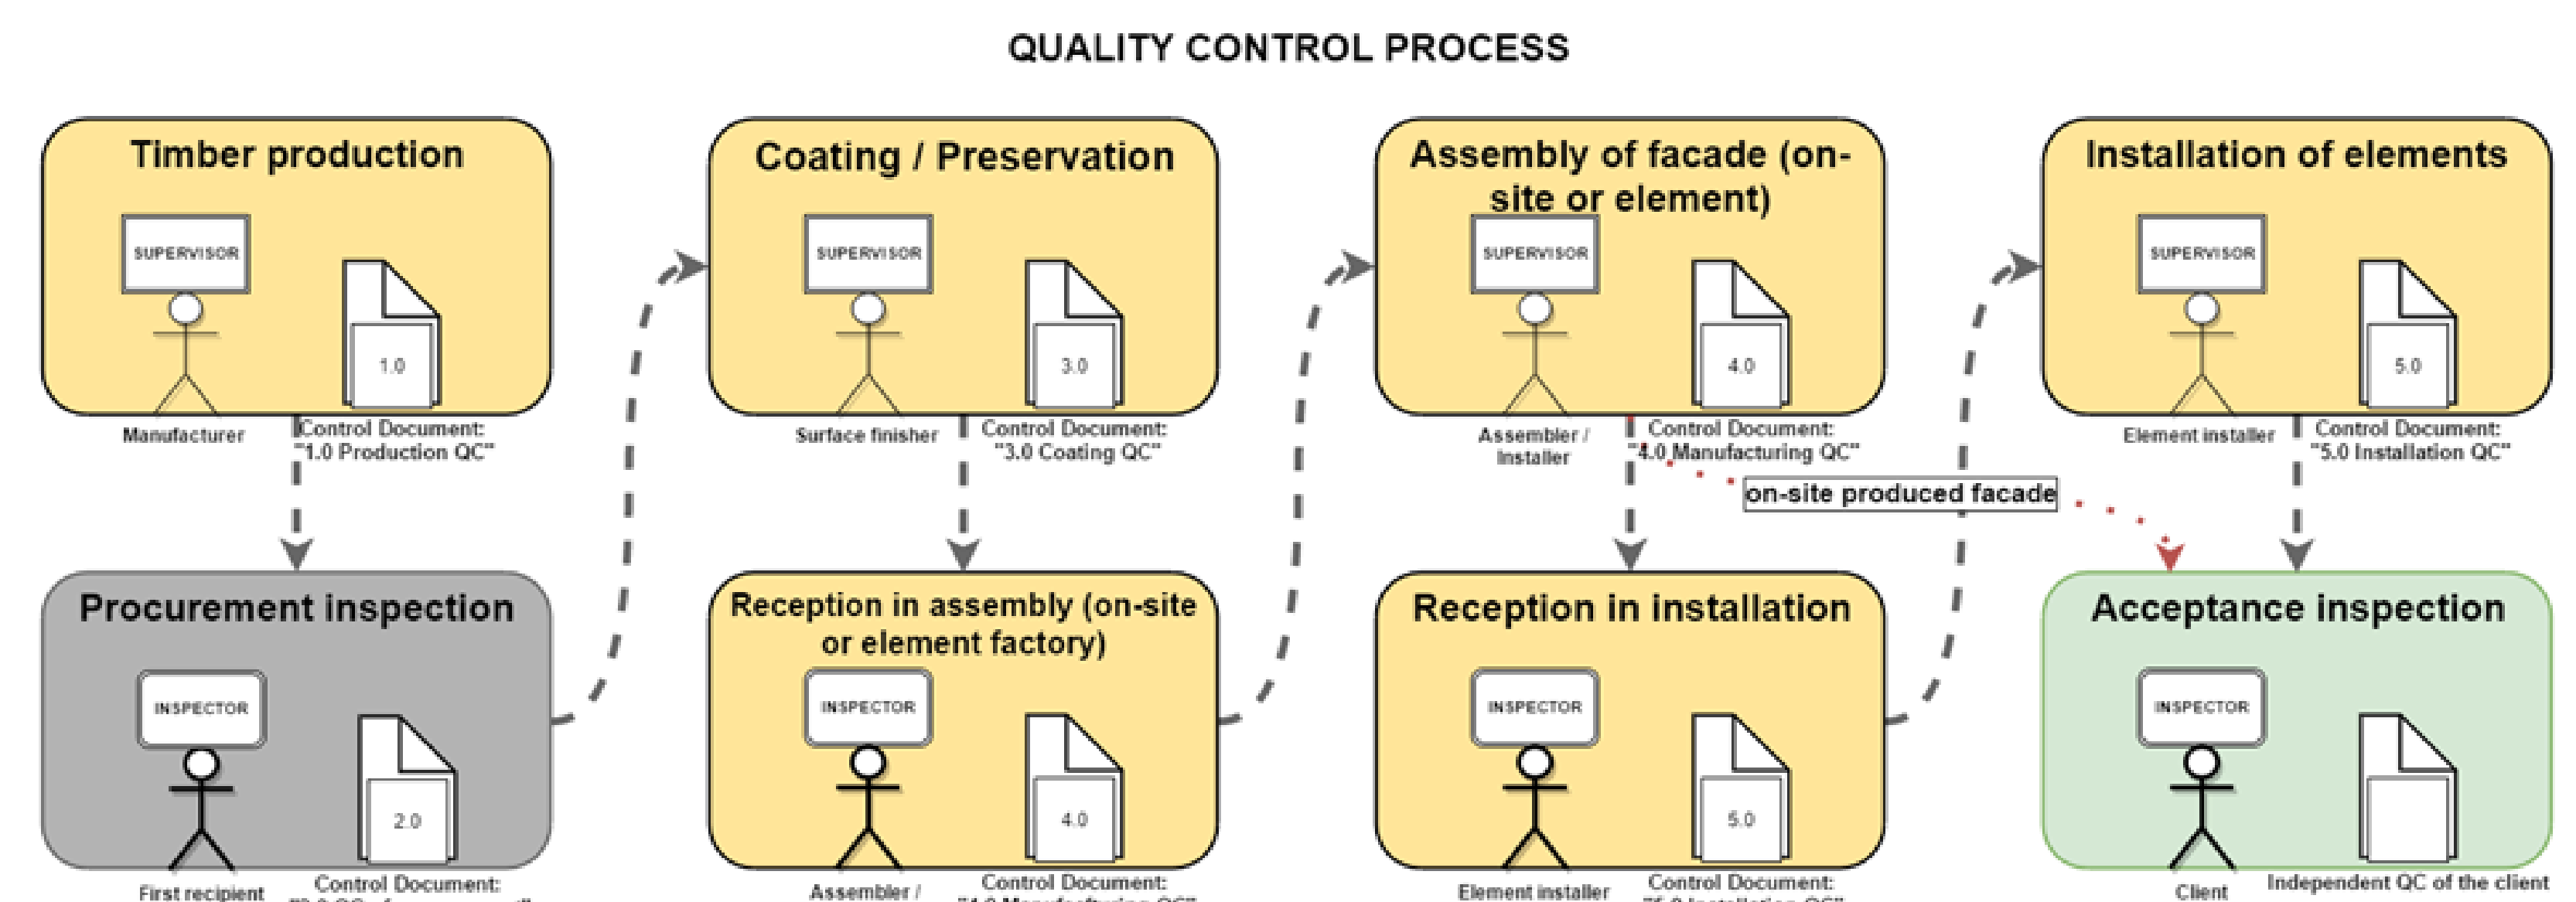 QUALITY CONTROL PROCESS
Timber production
SUPERVISOR
1.0
Manufacturer
Control Document:
"1.0 Production QC"
Coating / Preservation
SUPERVISOR
3.0
Surface finisher
Control Document:
"3.0 Coating QC"
Assembly of facade (on-
site or element)
SUPERVISOR
4.0
Assembler /
Installer
Control Document:
"4.0 Manufacturing QC"
on-site produced facade
Installation of elements
SUPERVISOR
5.0
Element installer
Control Document:
"5.0 Installation QC"
Procurement inspection
INSPECTOR
2.0
First recipient
Control Document:
Reception in assembly (on-site
or element factory)
INSPECTOR
4.0
Assembler /
Control Document:
Reception in installation
INSPECTOR
5.0
Element installer
Control Document:
Acceptance inspection
INSPECTOR
Client
Independent QC of the client